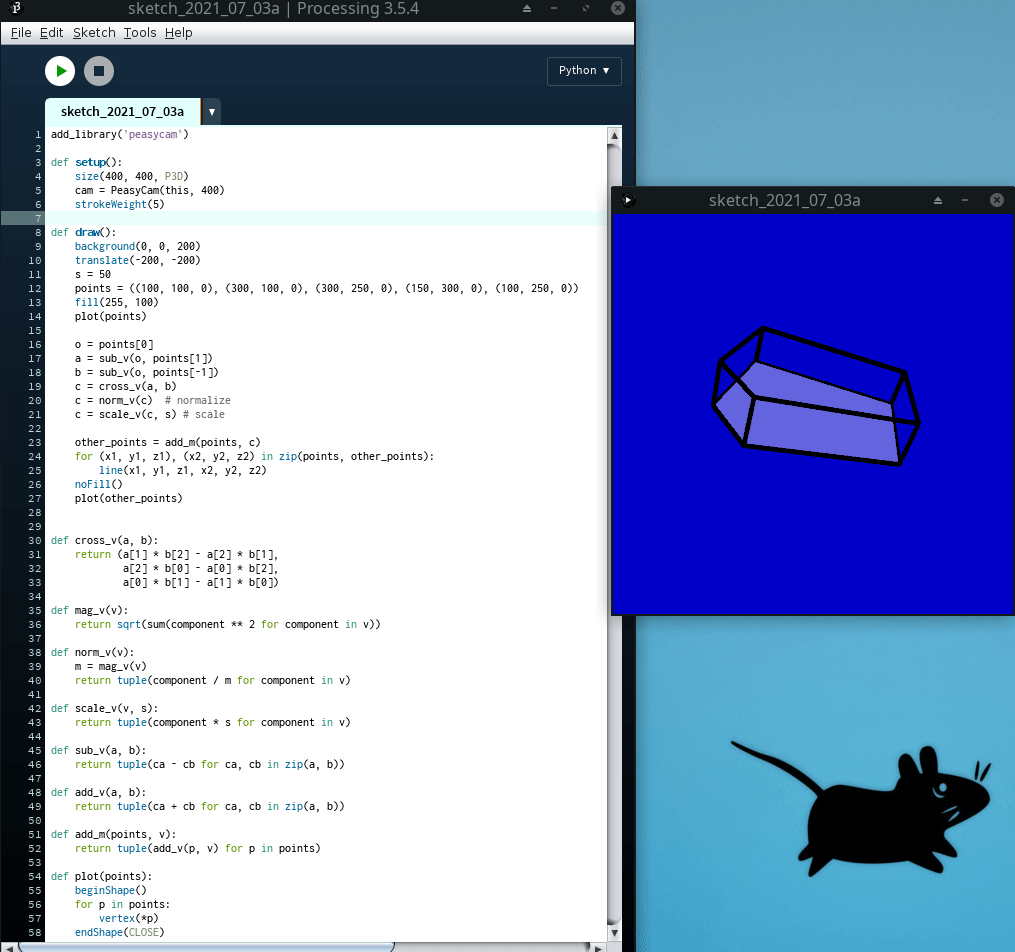 sketch_2021_07_03a | Processing 3.5.4
File Edit Sketch Tools Help
Python ▼
sketch_2021_07_03a ▼
1 add_library('peasycam')
2
3 def setup():
4     size(400, 400, P3D)
5     cam = PeasyCam(this, 400)
6     strokeWeight(5)
7
8 def draw():
9     background(0, 0, 200)
10     translate(-200, -200)
11     s = 50
12     points = ((100, 100, 0), (300, 100, 0), (300, 250, 0), (150, 300, 0), (100, 250, 0))
13     fill(255, 100)
14     plot(points)
15
16     o = points[0]
17     a = sub_v(o, points[1])
18     b = sub_v(o, points[-1])
19     c = cross_v(a, b)
20     c = norm_v(c)  # normalize
21     c = scale_v(c, s) # scale
22
23     other_points = add_m(points, c)
24     for (x1, y1, z1), (x2, y2, z2) in zip(points, other_points):
25         line(x1, y1, z1, x2, y2, z2)
26     noFill()
27     plot(other_points)
28
29
30 def cross_v(a, b):
31     return (a[1] * b[2] - a[2] * b[1],
32             a[2] * b[0] - a[0] * b[2],
33             a[0] * b[1] - a[1] * b[0])
34
35 def mag_v(v):
36     return sqrt(sum(component ** 2 for component in v))
37
38 def norm_v(v):
39     m = mag_v(v)
40     return tuple(component / m for component in v)
41
42 def scale_v(v, s):
43     return tuple(component * s for component in v)
44
45 def sub_v(a, b):
46     return tuple(ca - cb for ca, cb in zip(a, b))
47
48 def add_v(a, b):
49     return tuple(ca + cb for ca, cb in zip(a, b))
50
51 def add_m(points, v):
52     return tuple(add_v(p, v) for p in points)
53
54 def plot(points):
55     beginShape()
56     for p in points:
57         vertex(*p)
58     endShape(CLOSE)
sketch_2021_07_03a